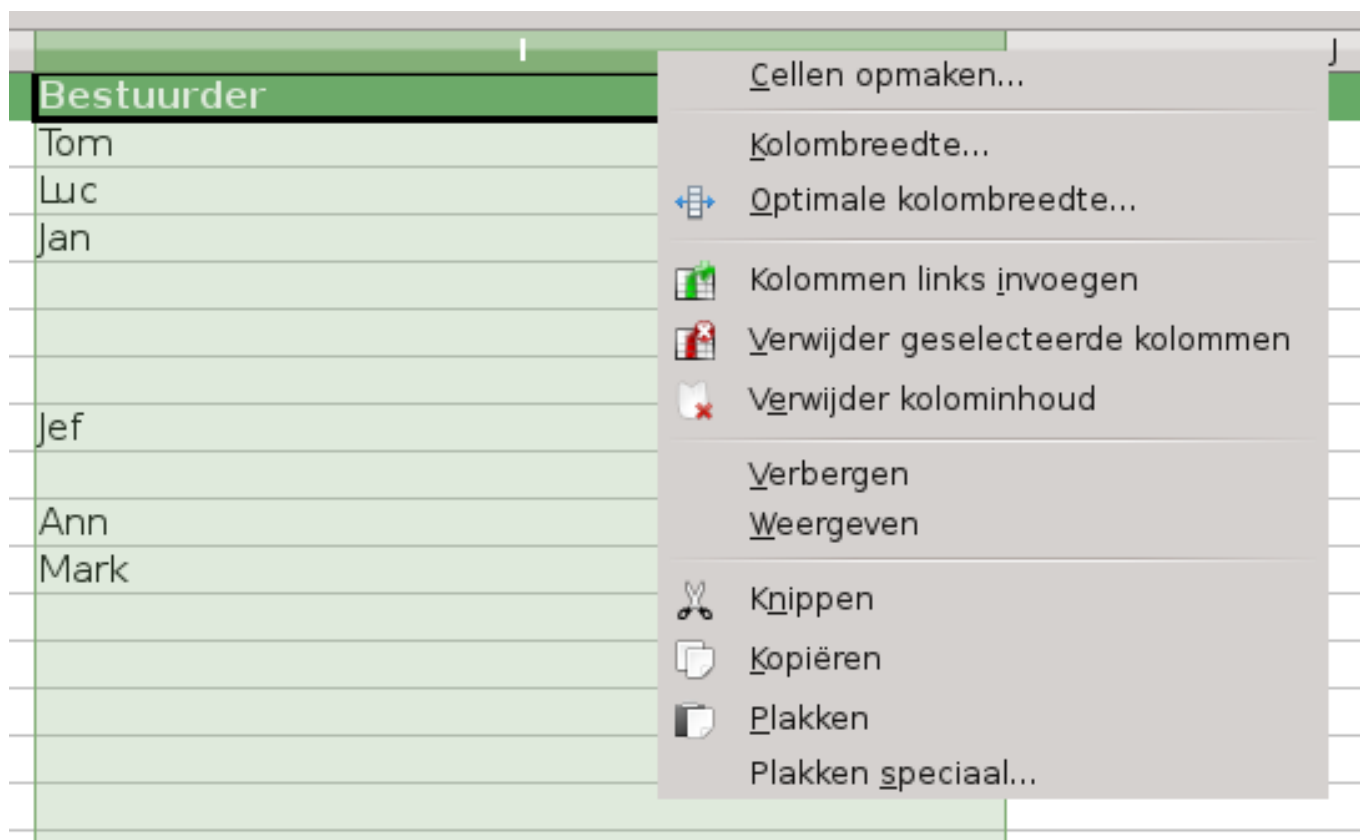 I
J
Bestuurder
Tom
Luc
Jan
Jef
Ann
Mark
Cellen opmaken...
Kolombreedte...
Optimale kolombreedte...
Kolommen links invoegen
Verwijder geselecteerde kolommen
Verwijder kolominhoud
Verbergen
Weergeven
Knippen
Kopiëren
Plakken
Plakken speciaal...